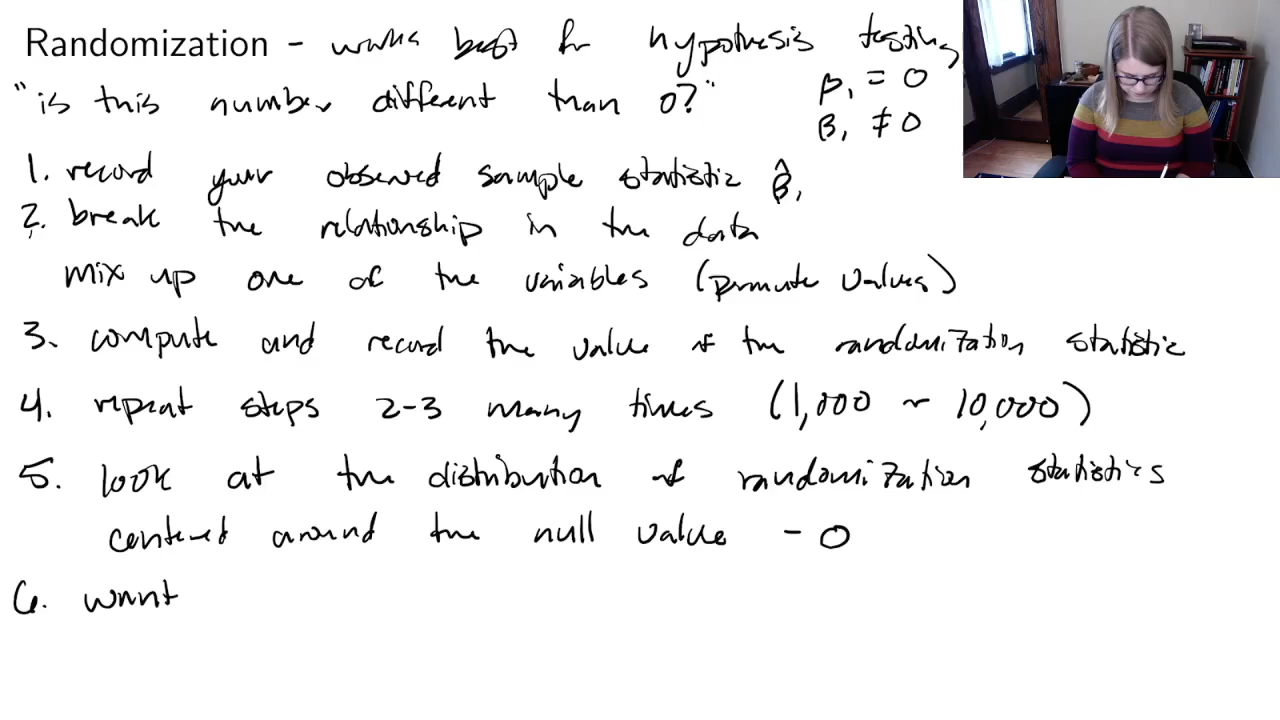 Randomization - works best for hypothesis testing
"is this number different than 0?"
β₁ = 0
β₁ ≠ 0
1. record your observed sample statistic β̂₁
2. break the relationship in the data
mix up one of the variables (permute values)
3. compute and record the value of the randomization statistic
4. repeat steps 2-3 many times (1,000 ~ 10,000)
5. look at the distribution of randomization statistics
centered around the null value - 0
6. want